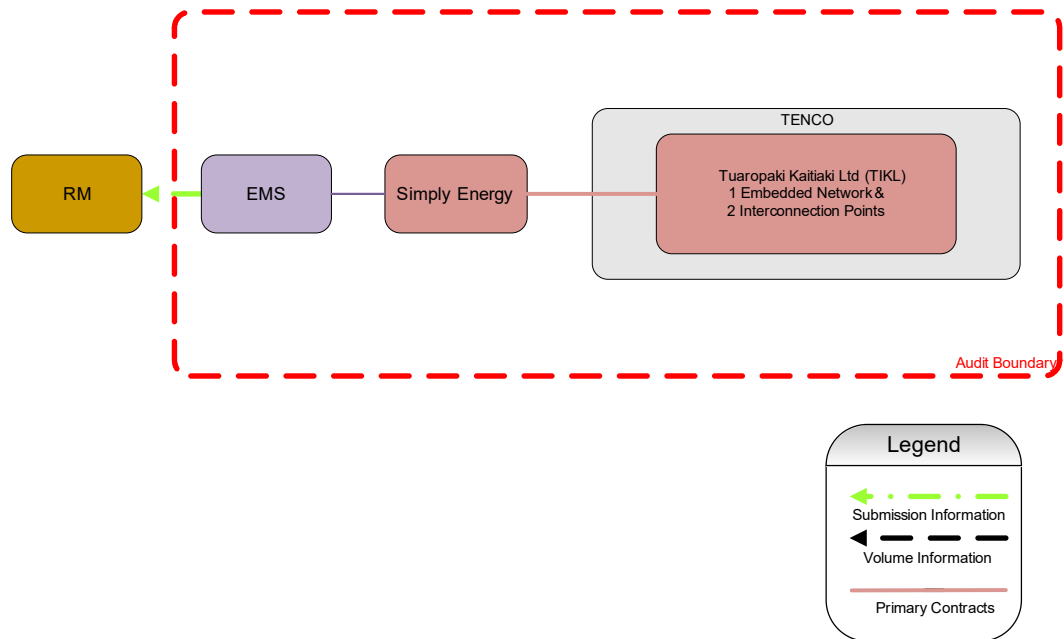 TENCO
RM
EMS
Simply Energy
Tuaropaki Kaitiaki Ltd (TIKL)
1 Embedded Network &
2 Interconnection Points
Audit Boundary
Legend
Submission Information
Volume Information
Primary Contracts